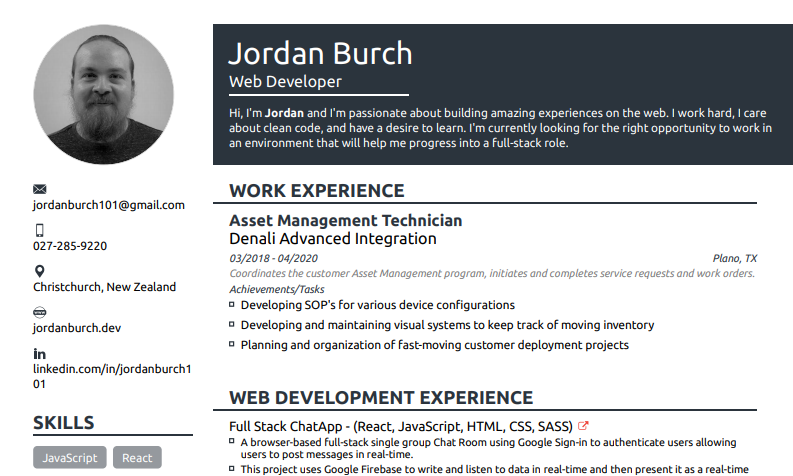 Jordan Burch
Web Developer
Hi, I'm Jordan and I'm passionate about building amazing experiences on the web. I work hard, I care
about clean code, and have a desire to learn. I'm currently looking for the right opportunity to work in
an environment that will help me progress into a full-stack role.
jordanburch101@gmail.com
027-285-9220
Christchurch, New Zealand
jordanburch.dev
linkedin.com/in/jordanburch1
01
SKILLS
JavaScript
React
WORK EXPERIENCE
Asset Management Technician
Denali Advanced Integration
03/2018 - 04/2020
Plano, TX
Coordinates the customer Asset Management program, initiates and completes service requests and work orders.
Achievements/Tasks
Developing SOP's for various device configurations
Developing and maintaining visual systems to keep track of moving inventory
Planning and organization of fast-moving customer deployment projects
WEB DEVELOPMENT EXPERIENCE
Full Stack ChatApp - (React, JavaScript, HTML, CSS, SASS)
A browser-based full-stack single group Chat Room using Google Sign-in to authenticate users allowing
users to post messages in real-time.
This project uses Google Firebase to write and listen to data in real-time and then present it as a real-time